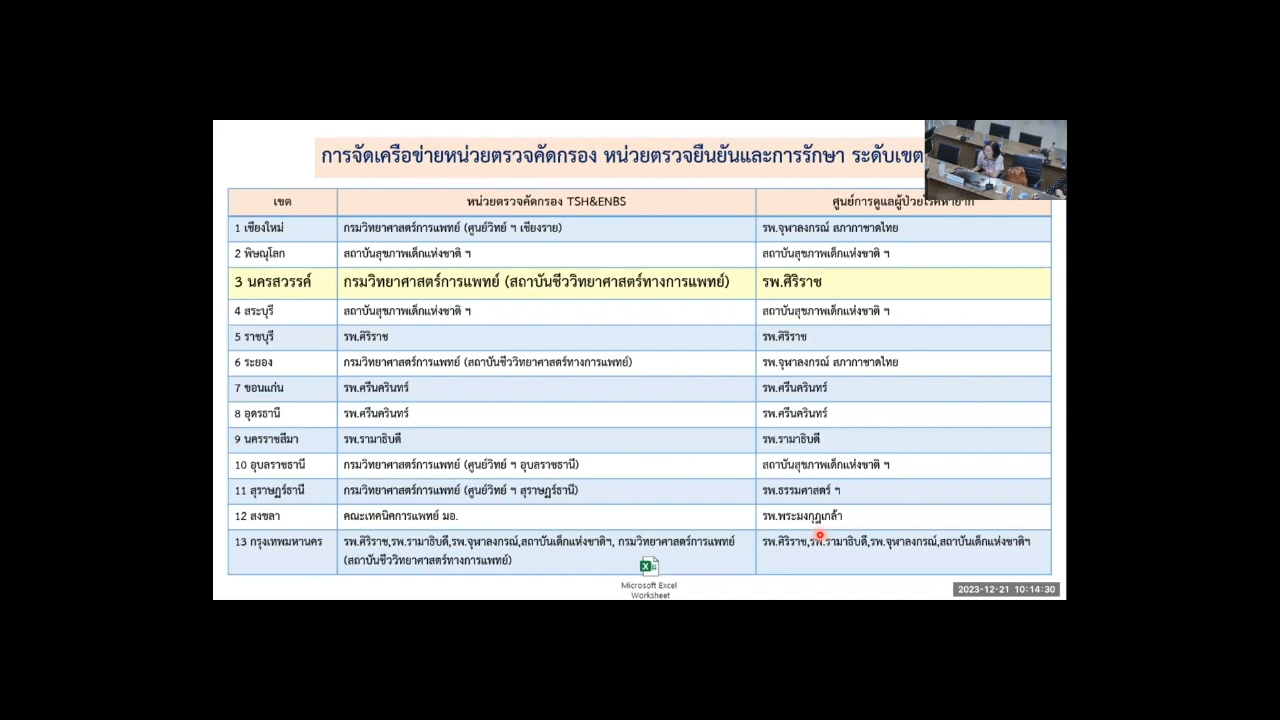 การจัดเครือข่ายหน่วยตรวจคัดกรอง หน่วยตรวจยืนยันและการรักษา ระดับเขต
เขต หน่วยตรวจคัดกรอง TSH&ENBS ศูนย์การดูแลผู้ป่วยโรคหายาก
1 เชียงใหม่ กรมวิทยาศาสตร์การแพทย์ (ศูนย์วิทย์ ฯ เชียงราย) รพ.จุฬาลงกรณ์ สภากาชาดไทย
2 พิษณุโลก สถาบันสุขภาพเด็กแห่งชาติ ฯ สถาบันสุขภาพเด็กแห่งชาติ ฯ
3 นครสวรรค์ กรมวิทยาศาสตร์การแพทย์ (สถาบันชีววิทยาศาสตร์ทางการแพทย์) รพ.ศิริราช
4 สระบุรี สถาบันสุขภาพเด็กแห่งชาติ ฯ สถาบันสุขภาพเด็กแห่งชาติ ฯ
5 ราชบุรี รพ.ศิริราช รพ.ศิริราช
6 ระยอง กรมวิทยาศาสตร์การแพทย์ (สถาบันชีววิทยาศาสตร์ทางการแพทย์) รพ.จุฬาลงกรณ์ สภากาชาดไทย
7 ขอนแก่น รพ.ศรีนครินทร์ รพ.ศรีนครินทร์
8 อุดรธานี รพ.ศรีนครินทร์ รพ.ศรีนครินทร์
9 นครราชสีมา รพ.รามาธิบดี รพ.รามาธิบดี
10 อุบลราชธานี กรมวิทยาศาสตร์การแพทย์ (ศูนย์วิทย์ ฯ อุบลราชธานี) สถาบันสุขภาพเด็กแห่งชาติ ฯ
11 สุราษฎร์ธานี กรมวิทยาศาสตร์การแพทย์ (ศูนย์วิทย์ ฯ สุราษฎร์ธานี) รพ.ธรรมศาสตร์ ฯ
12 สงขลา คณะเทคนิคการแพทย์ มอ. รพ.พระมงกุฎเกล้า
13 กรุงเทพมหานคร รพ.ศิริราช,รพ.รามาธิบดี,รพ.จุฬาลงกรณ์,สถาบันเด็กแห่งชาติฯ, กรมวิทยาศาสตร์การแพทย์ รพ.ศิริราช,รพ.รามาธิบดี,รพ.จุฬาลงกรณ์,สถาบันเด็กแห่งชาติฯ
(สถาบันชีววิทยาศาสตร์ทางการแพทย์)
Microsoft Excel
Worksheet
2023-12-21 10:14:30